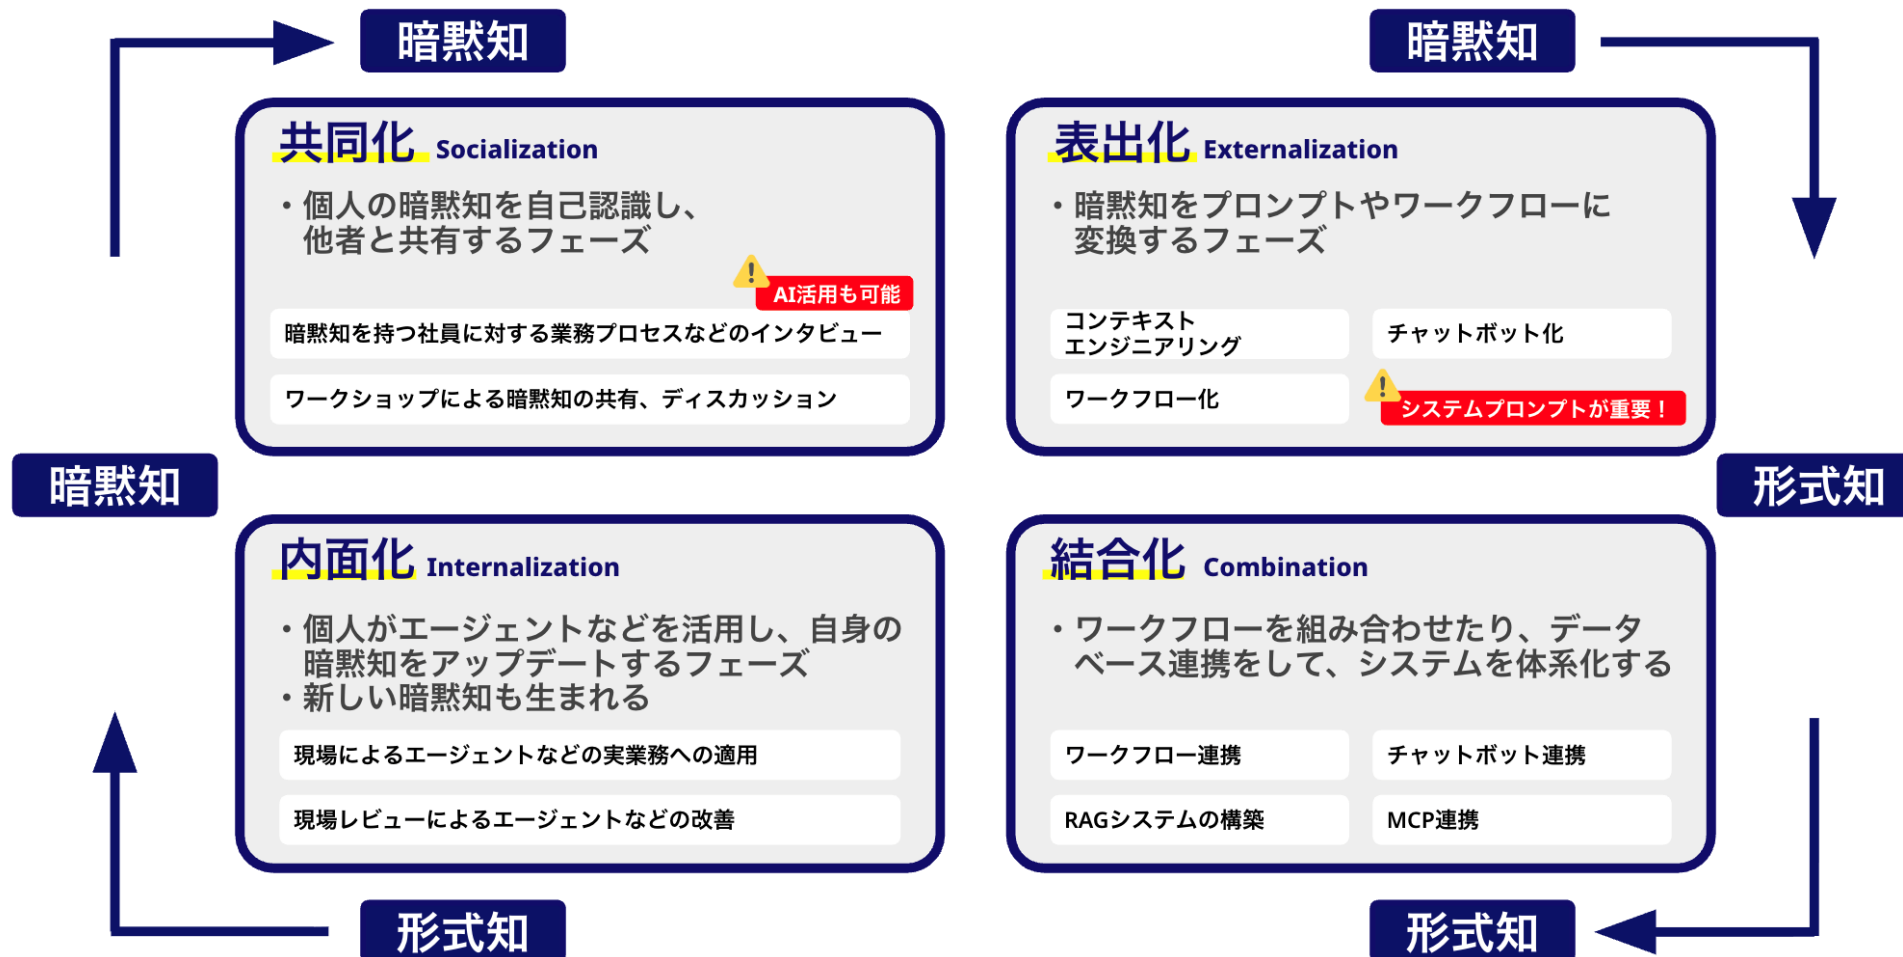 暗黙知
暗黙知
共同化 Socialization
・個人の暗黙知を自己認識し、
他者と共有するフェーズ
AI活用も可能
暗黙知を持つ社員に対する業務プロセスなどのインタビュー
ワークショップによる暗黙知の共有、ディスカッション
表出化 Externalization
・暗黙知をプロンプトやワークフローに
変換するフェーズ
コンテキスト
エンジニアリング
チャットボット化
ワークフロー化
システムプロンプトが重要！
暗黙知
形式知
内面化 Internalization
・個人がエージェントなどを活用し、自身の
暗黙知をアップデートするフェーズ
・新しい暗黙知も生まれる
現場によるエージェントなどの実業務への適用
現場レビューによるエージェントなどの改善
結合化 Combination
・ワークフローを組み合わせたり、データ
ベース連携をして、システムを体系化する
ワークフロー連携
チャットボット連携
RAGシステムの構築
MCP連携
形式知
形式知